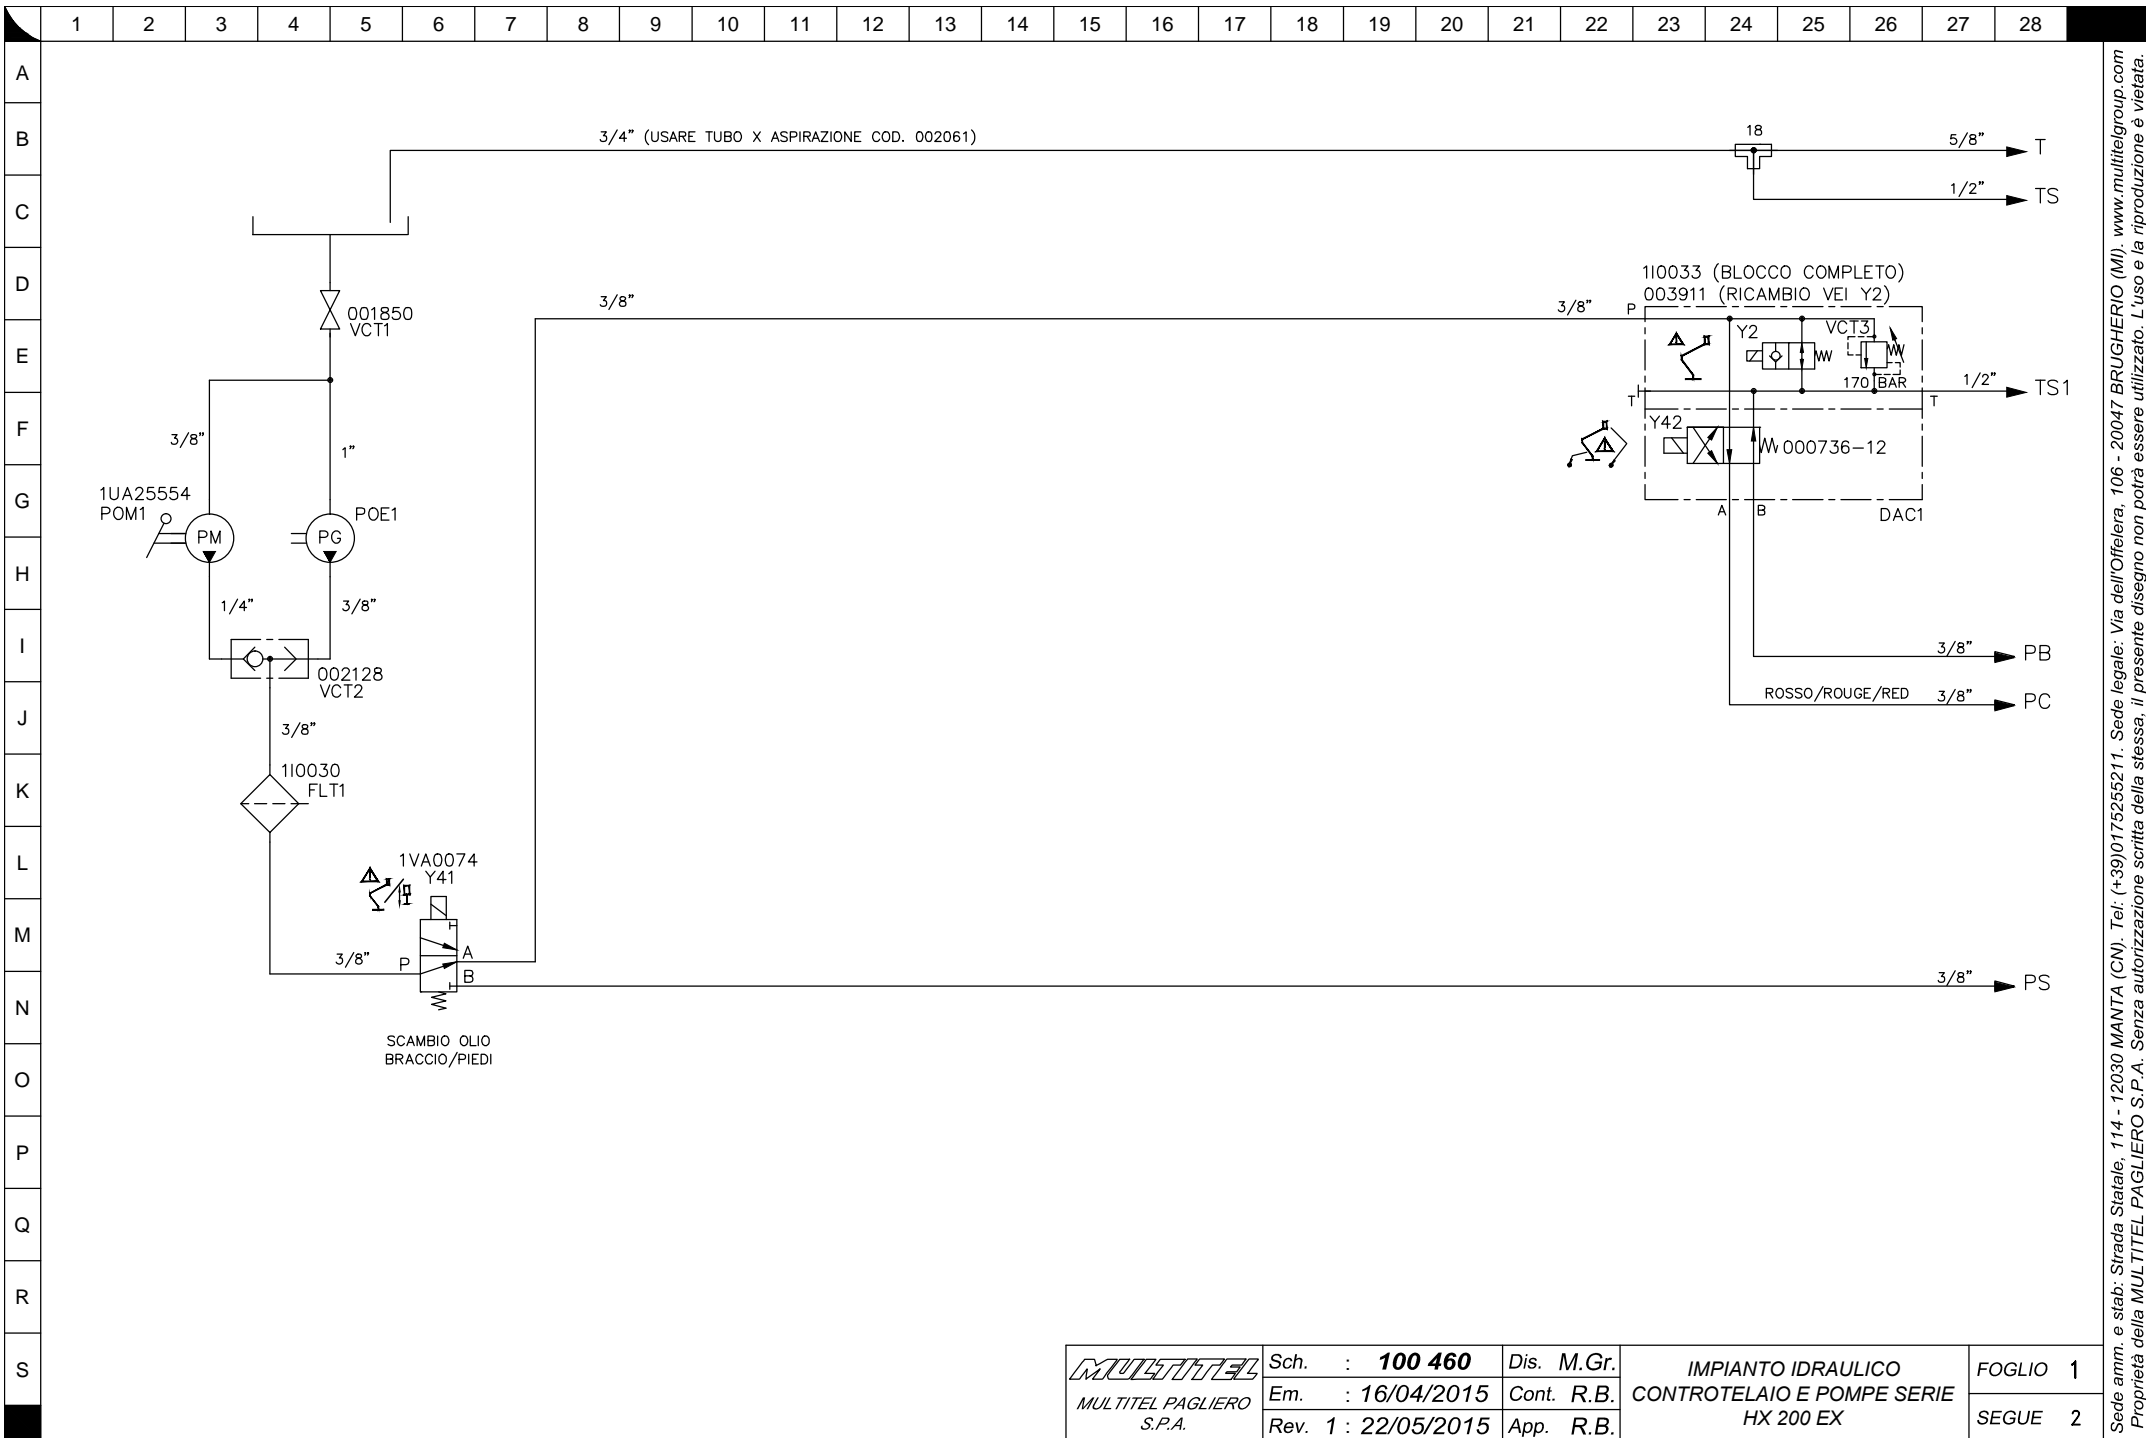 1 2 3 4 5 6 7 8 9 10 11 12 13 14 15 16 17 18 19 20 21 22 23 24 25 26 27 28
A
B
C
D
E
F
G
H
I
J
K
L
M
N
O
P
Q
R
S
3/4" (USARE TUBO X ASPIRAZIONE COD. 002061)
18
5/8" T
1/2" TS
001850
VCT1
3/8"
3/8" P
1I0033 (BLOCCO COMPLETO)
003911 (RICAMBIO VEI Y2)
Y2
VCT3
170 BAR
T
T
1/2" TS1
Y42
000736-12
A B
DAC1
3/8"
1"
1UA25554
POM1
PM
POE1
PG
1/4"
3/8"
002128
VCT2
3/8" PB
ROSSO/ROUGE/RED 3/8" PC
3/8"
1I0030
FLT1
1VA0074
Y41
3/8" P
A
B
3/8" PS
SCAMBIO OLIO
BRACCIO/PIEDI
MULTITEL
MULTITEL PAGLIERO
S.P.A.
Sch. : 100 460
Em. : 16/04/2015
Rev. 1 : 22/05/2015
Dis. M.Gr.
Cont. R.B.
App. R.B.
IMPIANTO IDRAULICO
CONTROTELAIO E POMPE SERIE
HX 200 EX
FOGLIO 1
SEGUE 2
Sede amm. e stab: Strada Statale, 114 - 12030 MANTA (CN). Tel: (+39)0175255211. Sede legale: Via dell'Offelera, 106 - 20047 BRUGHERIO (MI). www.multitelgroup.com
Proprietà della MULTITEL PAGLIERO S.P.A. Senza autorizzazione scritta della stessa, il presente disegno non potrà essere utilizzato. L'uso e la riproduzione è vietata.